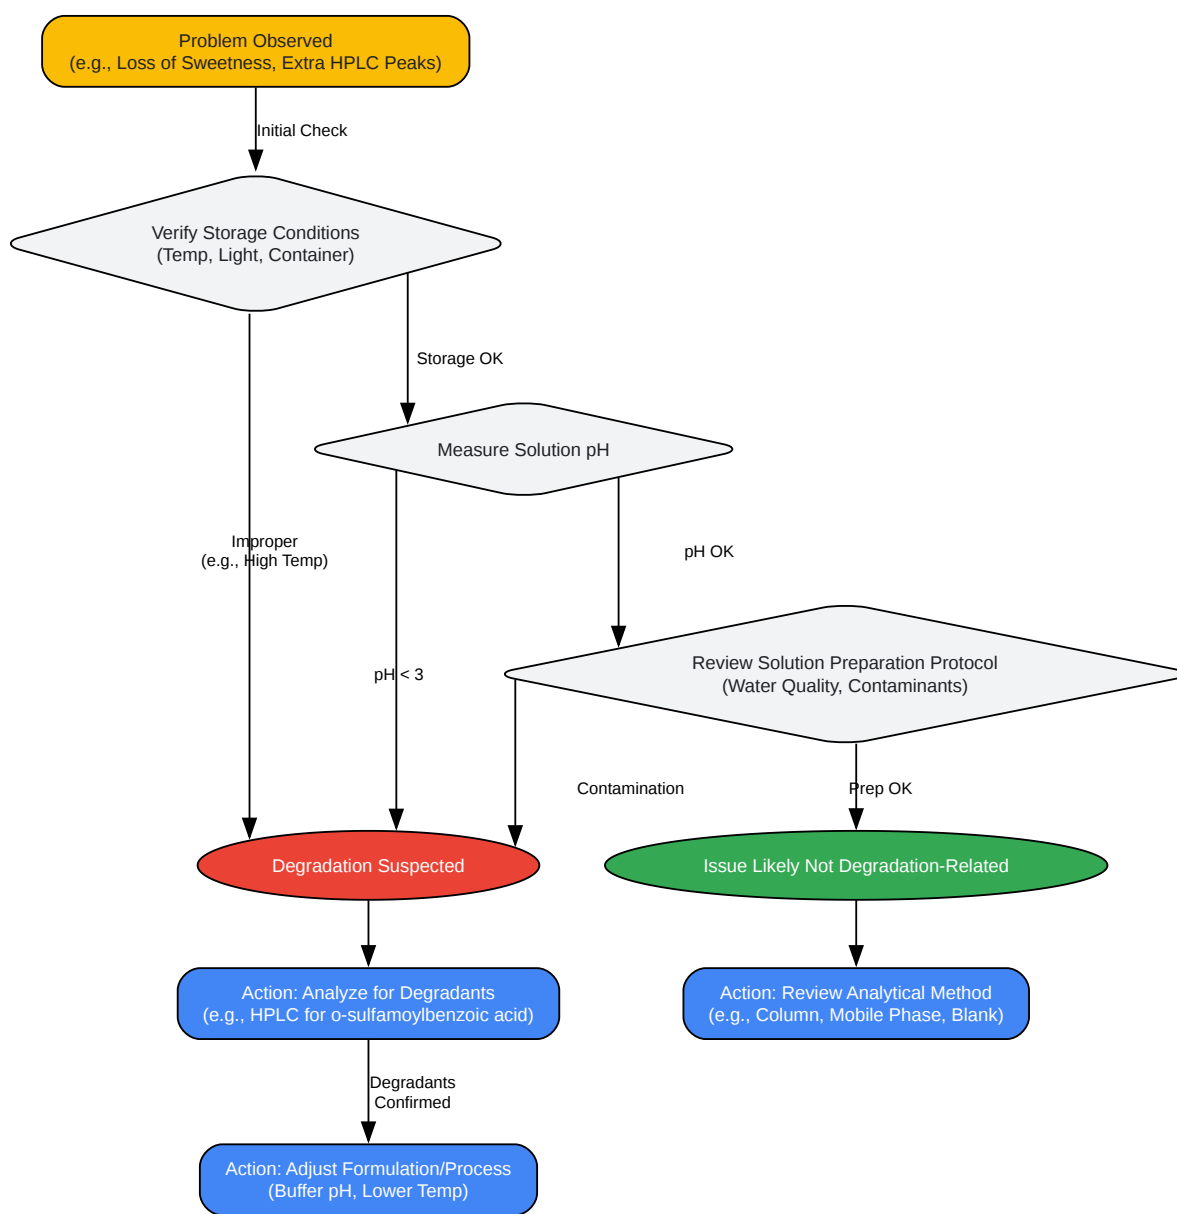 Problem Observed
(e.g., Loss of Sweetness, Extra HPLC Peaks)
Initial Check
Verify Storage Conditions
(Temp, Light, Container)
Storage OK
Measure Solution pH
Improper
(e.g., High Temp)
pH OK
Review Solution Preparation Protocol
(Water Quality, Contaminants)
pH < 3
Contamination
Prep OK
Degradation Suspected
Issue Likely Not Degradation-Related
Action: Analyze for Degradants
(e.g., HPLC for o-sulfamoylbenzoic acid)
Action: Review Analytical Method
(e.g., Column, Mobile Phase, Blank)
Degradants
Confirmed
Action: Adjust Formulation/Process
(Buffer pH, Lower Temp)